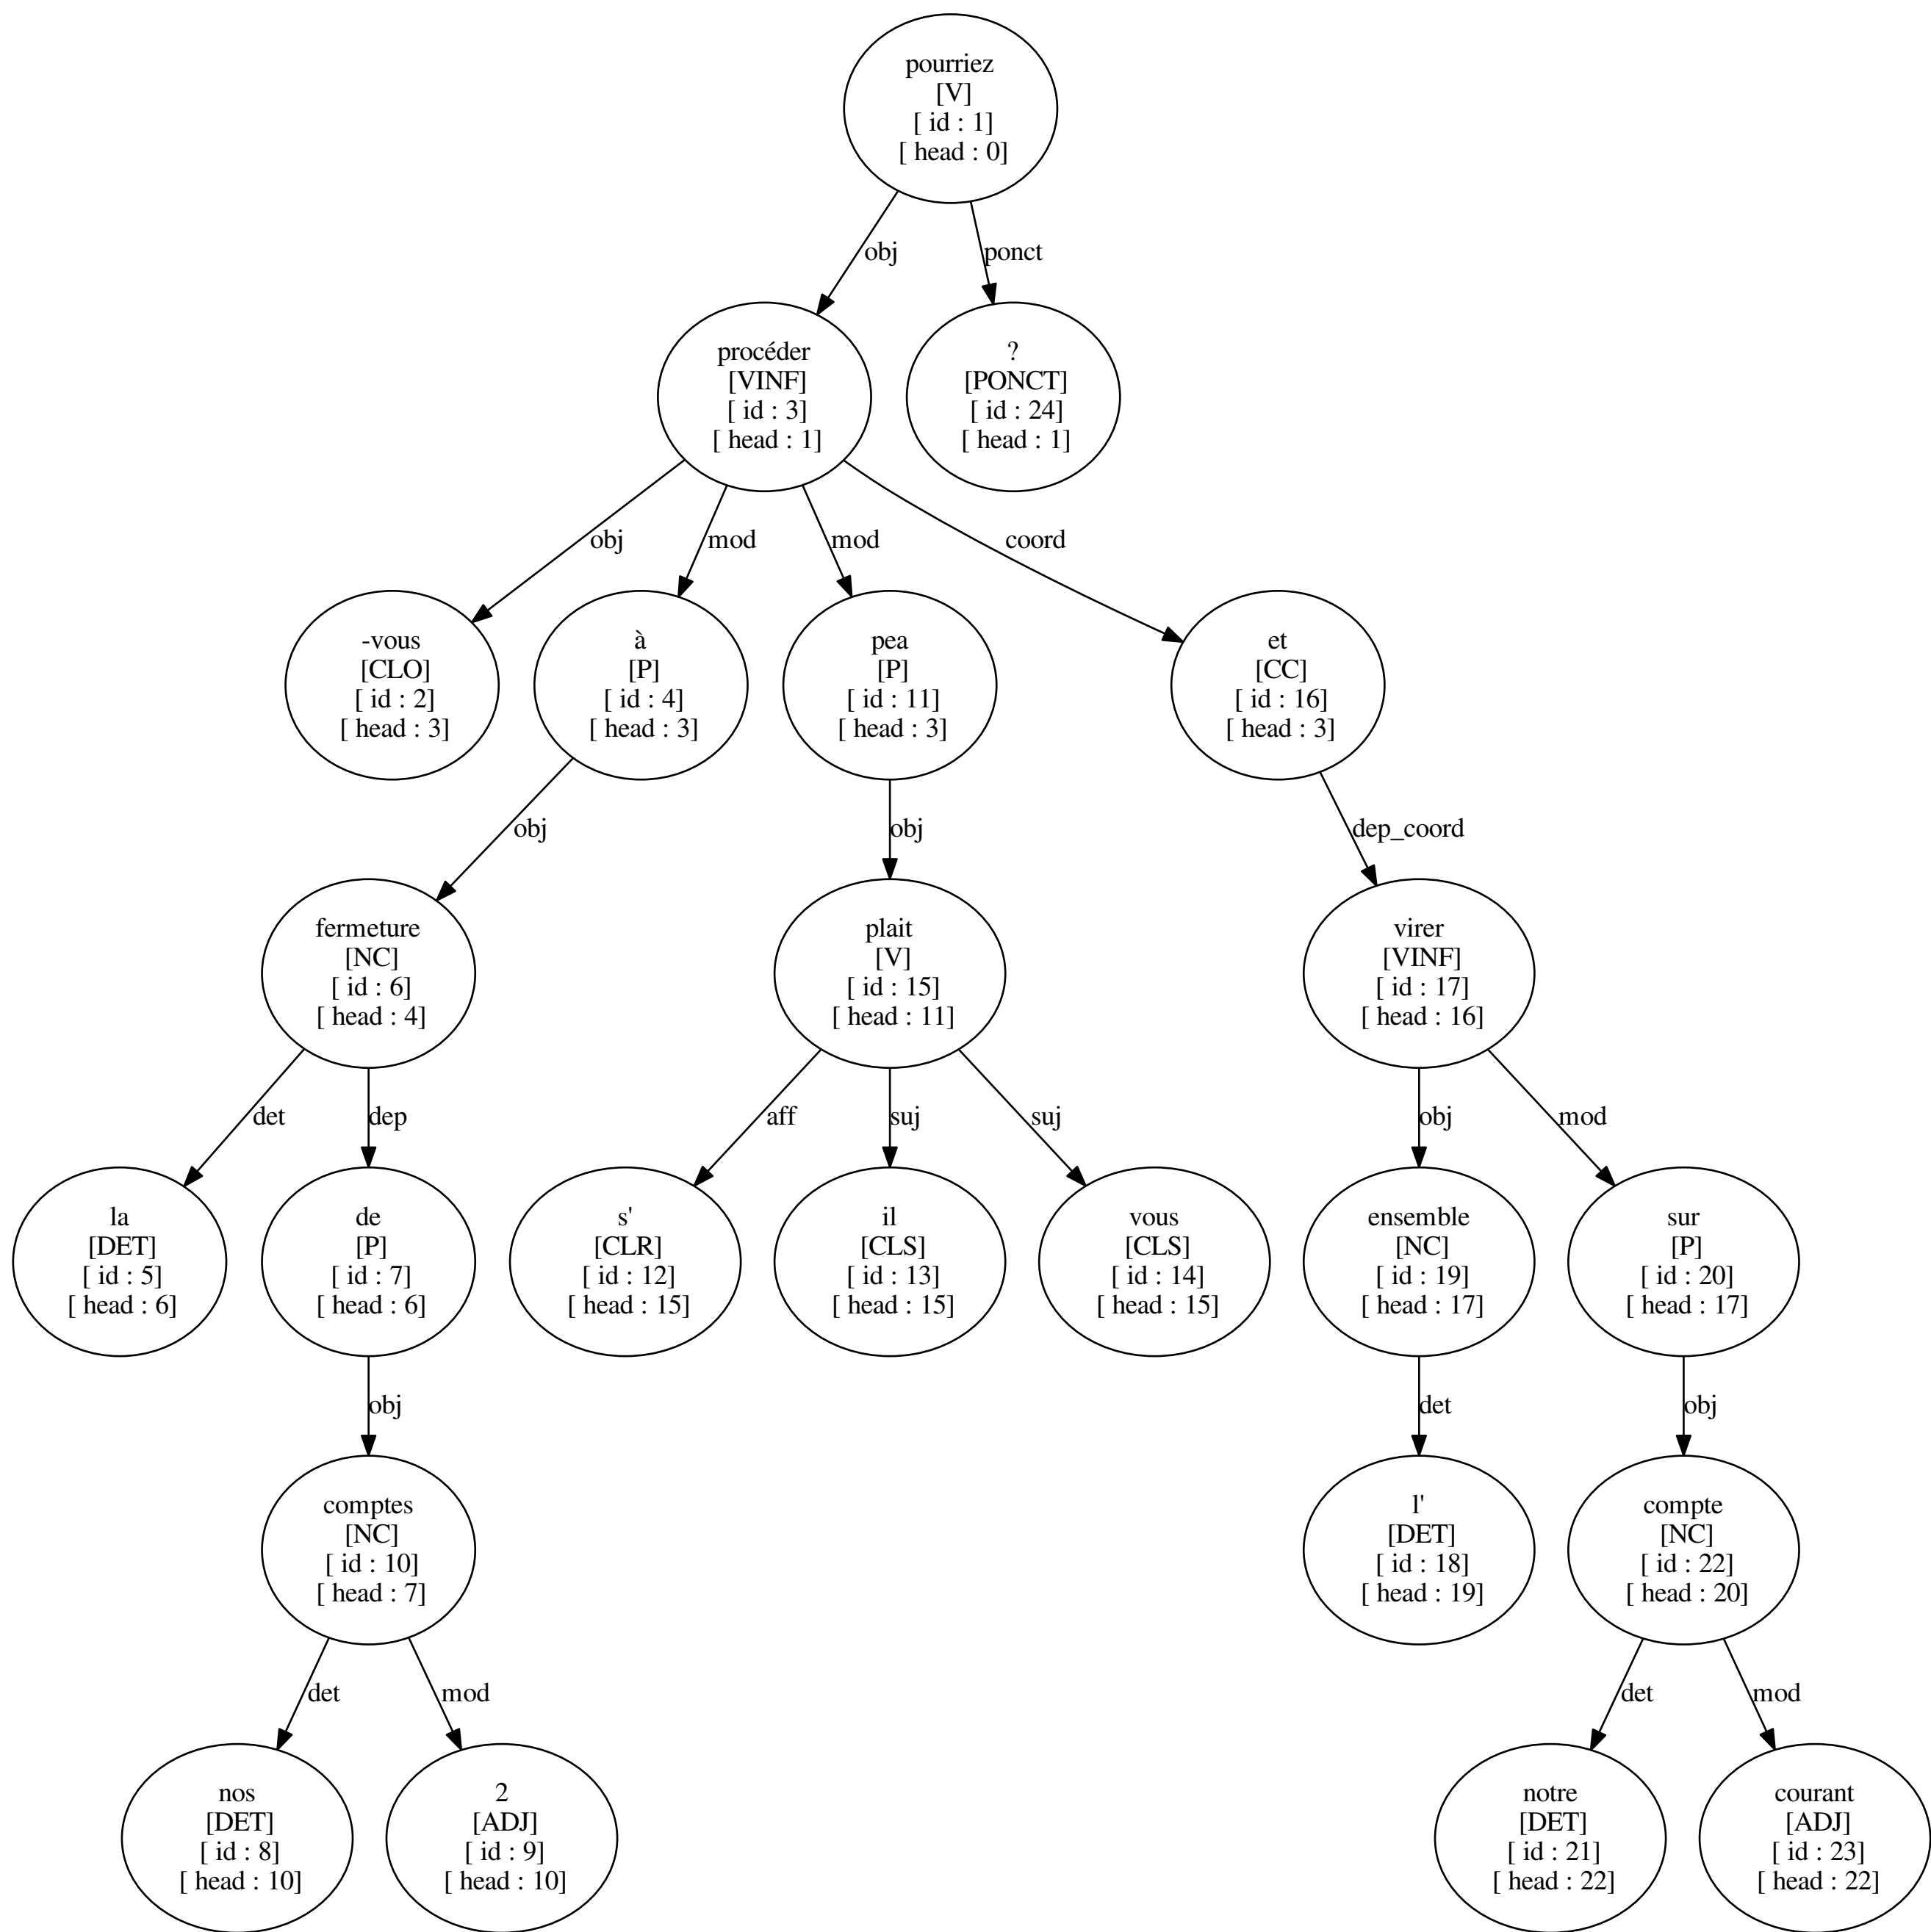 pourriez
[V]
[ id : 1]
[ head : 0]
obj
ponct
procéder
[VINF]
[ id : 3]
[ head : 1]
?
[PONCT]
[ id : 24]
[ head : 1]
obj
mod
mod
coord
-vous
[CLO]
[ id : 2]
[ head : 3]
à
[P]
[ id : 4]
[ head : 3]
pea
[P]
[ id : 11]
[ head : 3]
et
[CC]
[ id : 16]
[ head : 3]
obj
obj
dep_coord
fermeture
[NC]
[ id : 6]
[ head : 4]
plait
[V]
[ id : 15]
[ head : 11]
virer
[VINF]
[ id : 17]
[ head : 16]
det
dep
aff
suj
suj
obj
mod
la
[DET]
[ id : 5]
[ head : 6]
de
[P]
[ id : 7]
[ head : 6]
s'
[CLR]
[ id : 12]
[ head : 15]
il
[CLS]
[ id : 13]
[ head : 15]
vous
[CLS]
[ id : 14]
[ head : 15]
ensemble
[NC]
[ id : 19]
[ head : 17]
sur
[P]
[ id : 20]
[ head : 17]
obj
det
obj
comptes
[NC]
[ id : 10]
[ head : 7]
l'
[DET]
[ id : 18]
[ head : 19]
compte
[NC]
[ id : 22]
[ head : 20]
det
mod
det
mod
nos
[DET]
[ id : 8]
[ head : 10]
2
[ADJ]
[ id : 9]
[ head : 10]
notre
[DET]
[ id : 21]
[ head : 22]
courant
[ADJ]
[ id : 23]
[ head : 22]